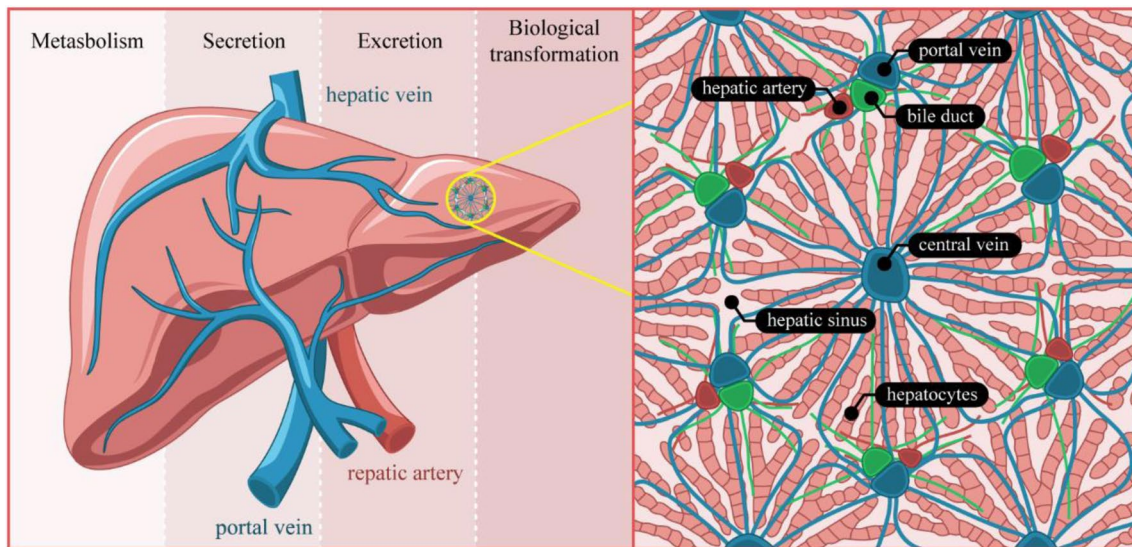 Metasbolism
Secretion
Excretion
Biological
transformation
hepatic vein
repatic artery
portal vein
portal vein
hepatic artery
bile duct
central vein
hepatic sinus
hepatocytes